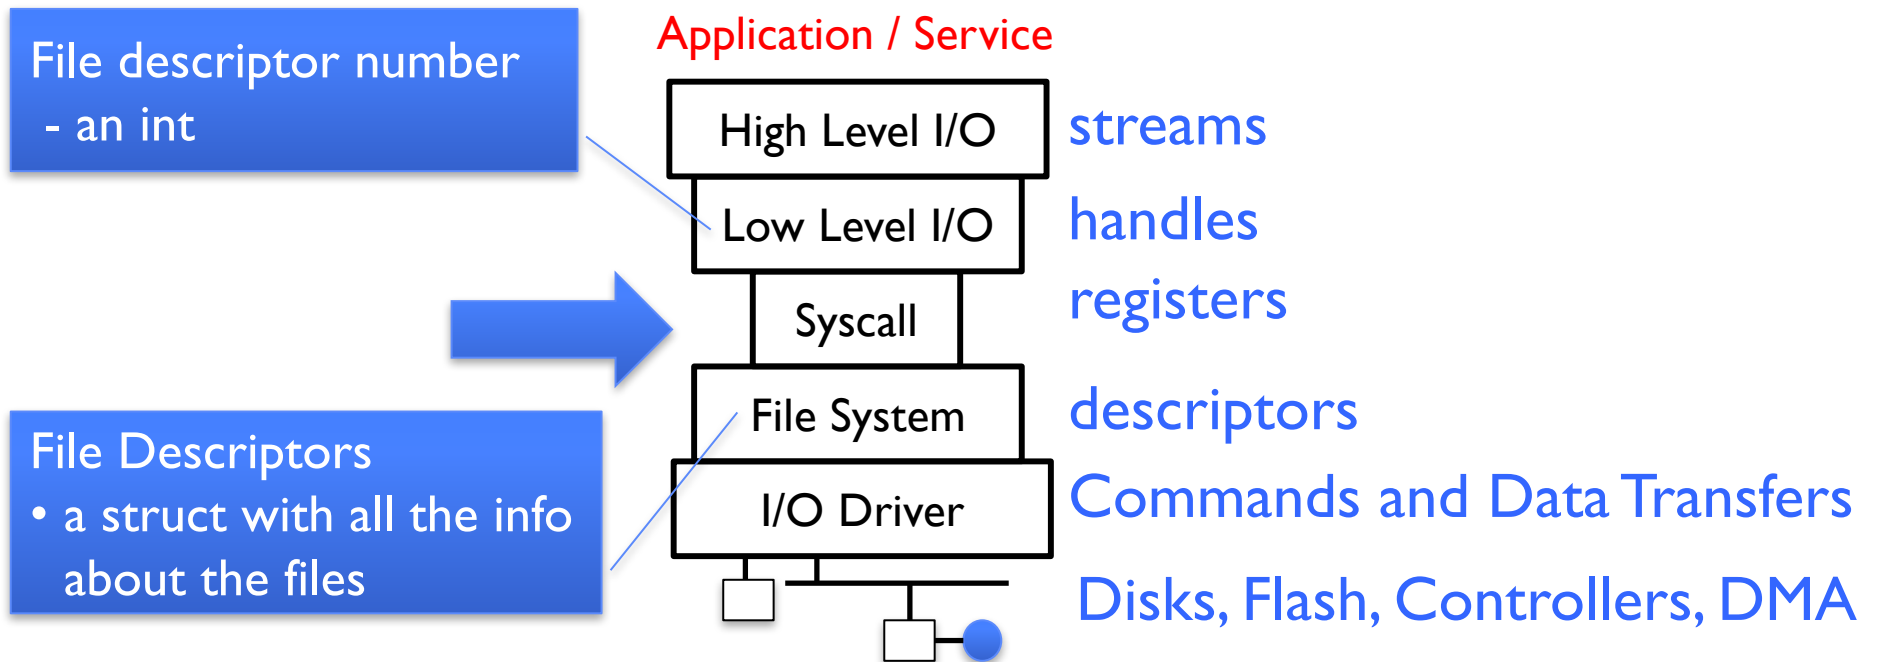 File descriptor number
- an int
Application / Service
High Level I/O
streams
Low Level I/O
handles
Syscall
registers
File System
descriptors
File Descriptors
• a struct with all the info
about the files
I/O Driver
Commands and Data Transfers
Disks, Flash, Controllers, DMA